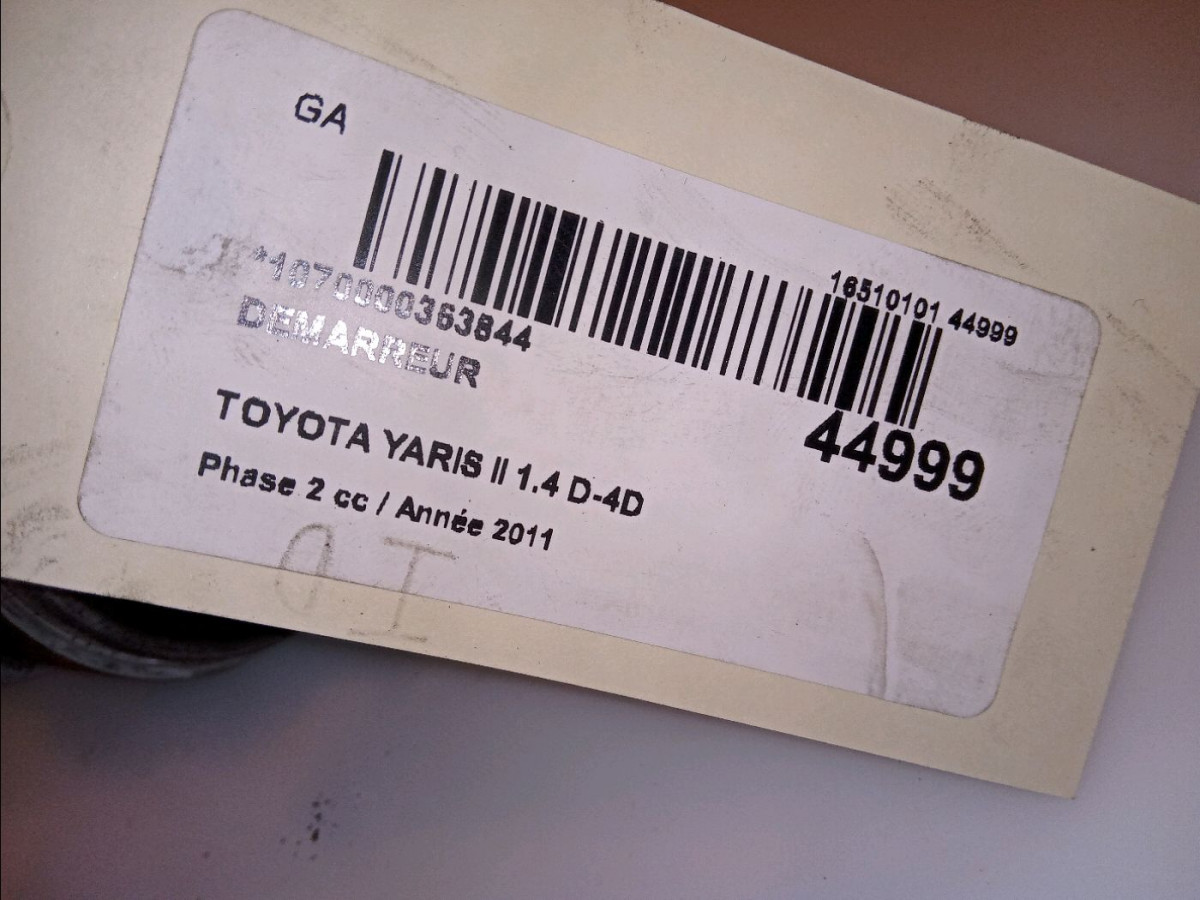 GA
16510101 44999
*1070000363844
DEMARREUR
44999
TOYOTA YARIS II 1.4 D-4D
Phase 2 cc / Année 2011